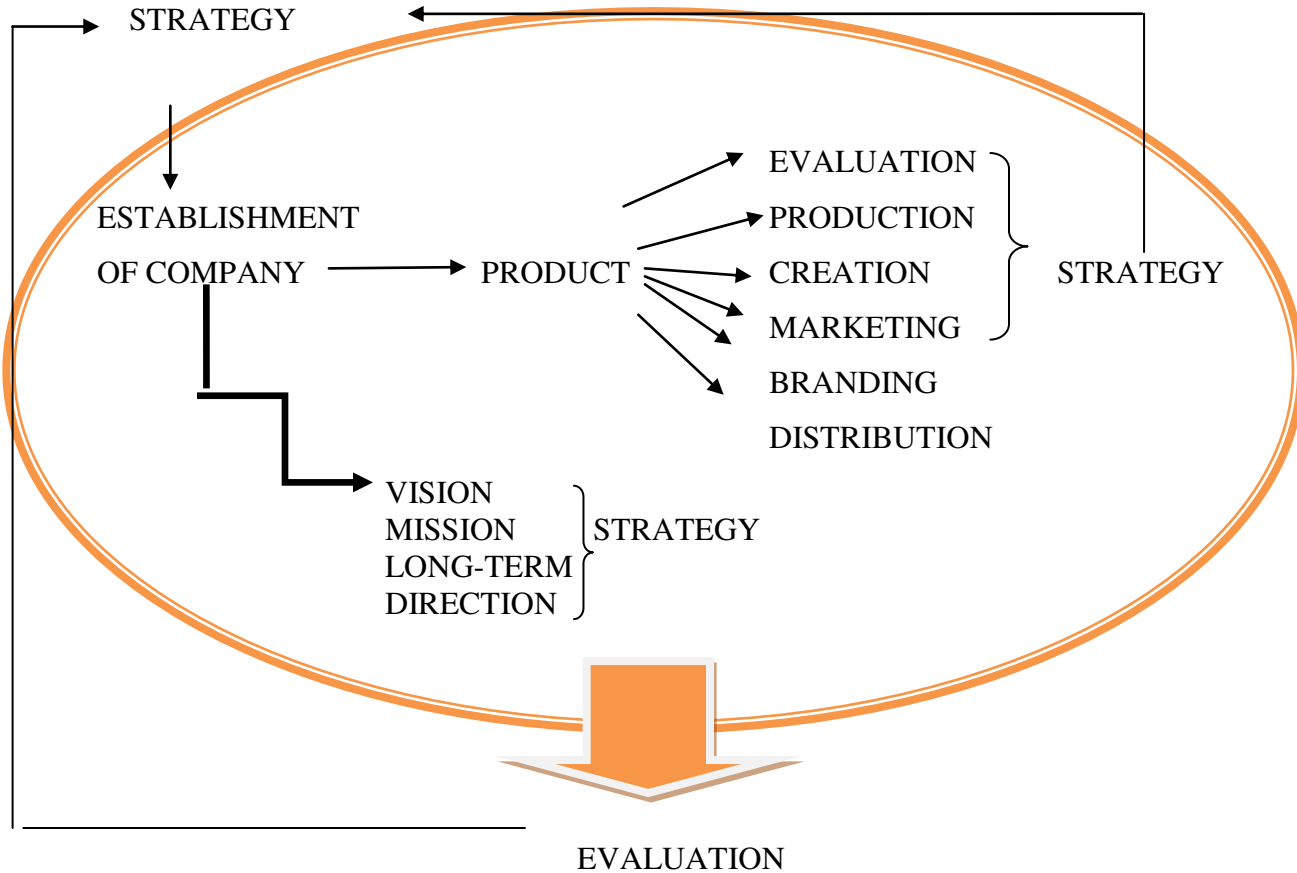 STRATEGY
EVALUATION
ESTABLISHMENT
PRODUCTION
OF COMPANY
PRODUCT
CREATION
STRATEGY
MARKETING
BRANDING
DISTRIBUTION
VISION
MISSION
STRATEGY
LONG-TERM
DIRECTION
EVALUATION